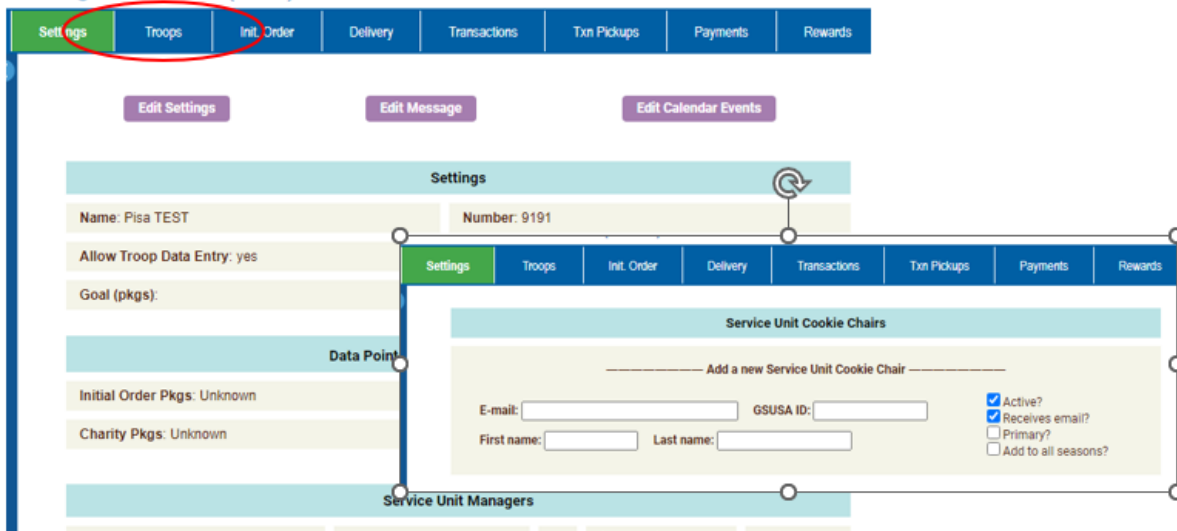 Settings Troops Init. Order Delivery Transactions Txn Pickups Payments Rewards
Edit Settings Edit Message Edit Calendar Events
Settings
Name: Pisa TEST Number: 9191
Allow Troop Data Entry: yes
Goal (pkgs):
Data Point
Initial Order Pkgs: Unknown
Charity Pkgs: Unknown
Service Unit Managers
Settings Troops Init. Order Delivery Transactions Txn Pickups Payments Rewards
Service Unit Cookie Chairs
———————— Add a new Service Unit Cookie Chair ————————
E-mail: GSUSA ID: Active?
Receives email?
First name: Last name: Primary?
Add to all seasons?